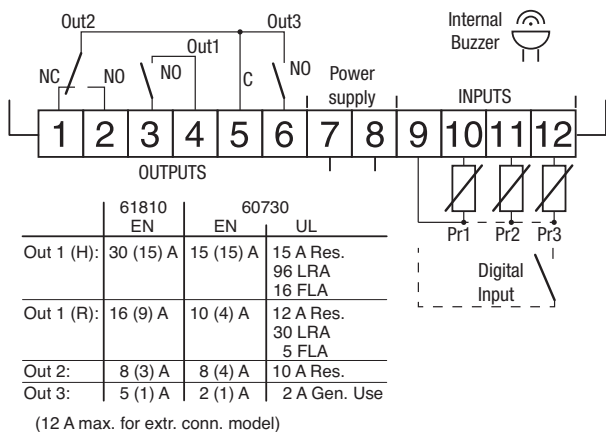 Out2 Out3 Internal
Out1 Buzzer
NC NO NO C NO Power
supply INPUTS
1 2 3 4 5 6 7 8 9 10 11 12
OUTPUTS
Pr1 Pr2 Pr3
Digital
Input
61810 60730
EN EN UL
Out 1 (H): 30 (15) A 15 (15) A 15 A Res.
96 LRA
16 FLA
Out 1 (R): 16 (9) A 10 (4) A 12 A Res.
30 LRA
5 FLA
Out 2: 8 (3) A 8 (4) A 10 A Res.
Out 3: 5 (1) A 2 (1) A 2 A Gen. Use
(12 A max. for extr. conn. model)